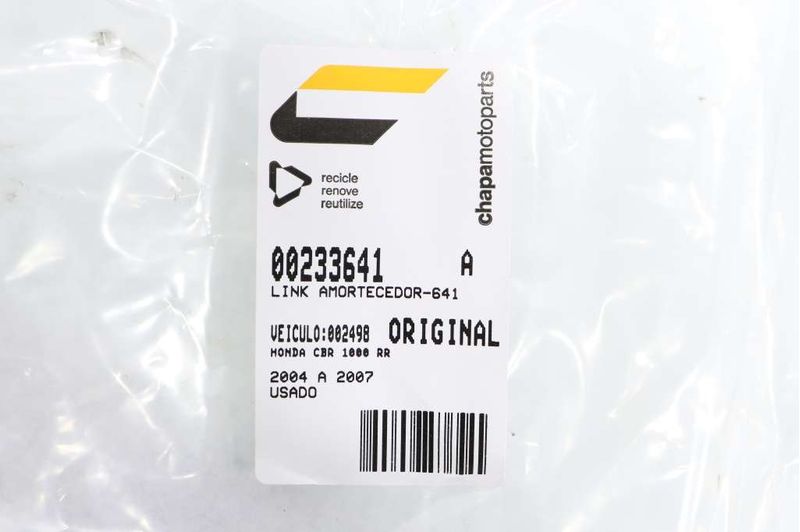 chapamotoparts
recicle
renove
reutilize
00233641 A
LINK AMORTECEDOR-641
VEICULO:002498 ORIGINAL
HONDA CBR 1000 RR
2004 A 2007
USADO